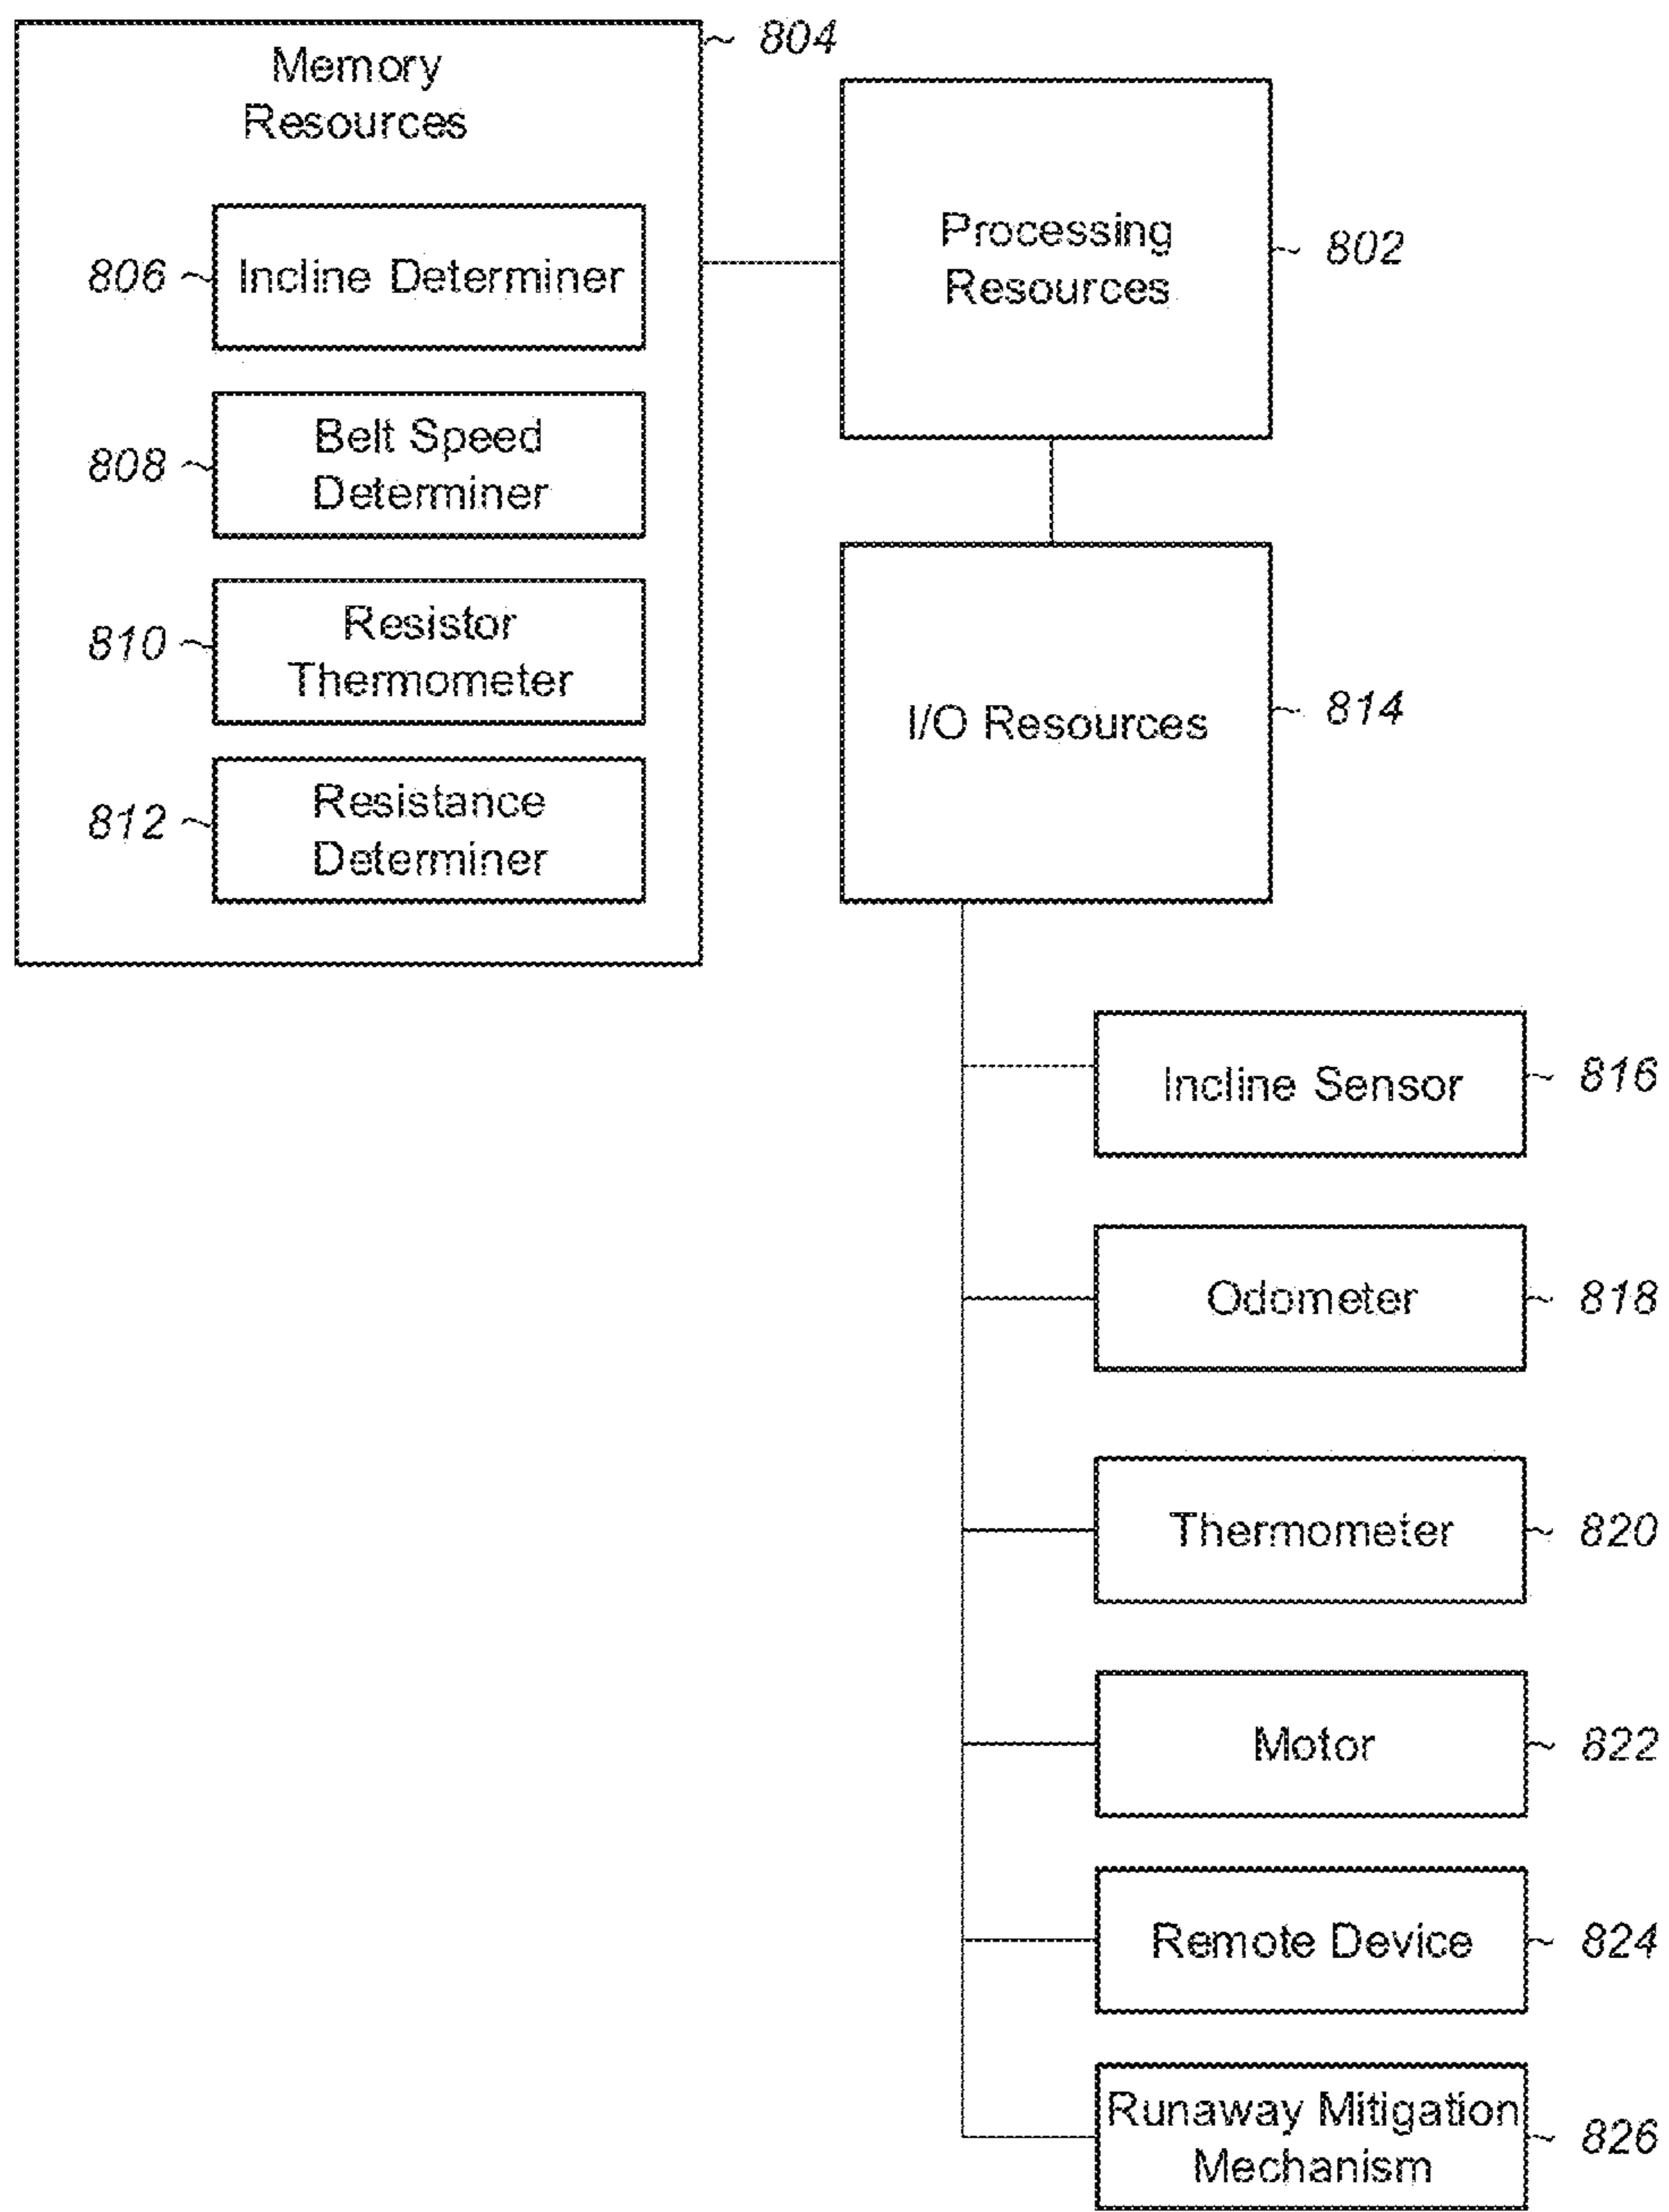 804
Memory
Resources
806
Incline Determiner
808
Belt Speed
Determiner
810
Resistor
Thermometer
812
Resistance
Determiner
Processing
Resources
802
I/O Resources
814
Incline Sensor
816
Odometer
818
Thermometer
820
Motor
822
Remote Device
824
Runaway Mitigation
Mechanism
826